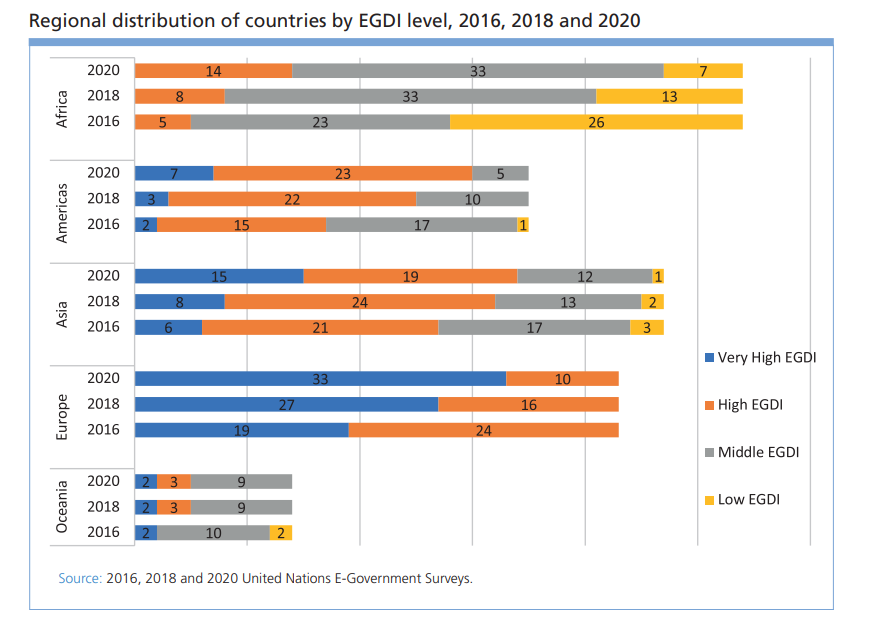 Regional distribution of countries by EGDI level, 2016, 2018 and 2020
Africa
2020 14 33 7
2018 8 33 13
2016 5 23 26
Americas
2020 7 23 5
2018 3 22 10
2016 2 15 17 1
Asia
2020 15 19 12 1
2018 8 24 13 2
2016 6 21 17 3
Europe
2020 33 10
2018 27 16
2016 19 24
Oceania
2020 2 3 9
2018 2 3 9
2016 2 10 2
Very High EGDI
High EGDI
Middle EGDI
Low EGDI
Source: 2016, 2018 and 2020 United Nations E-Government Surveys.